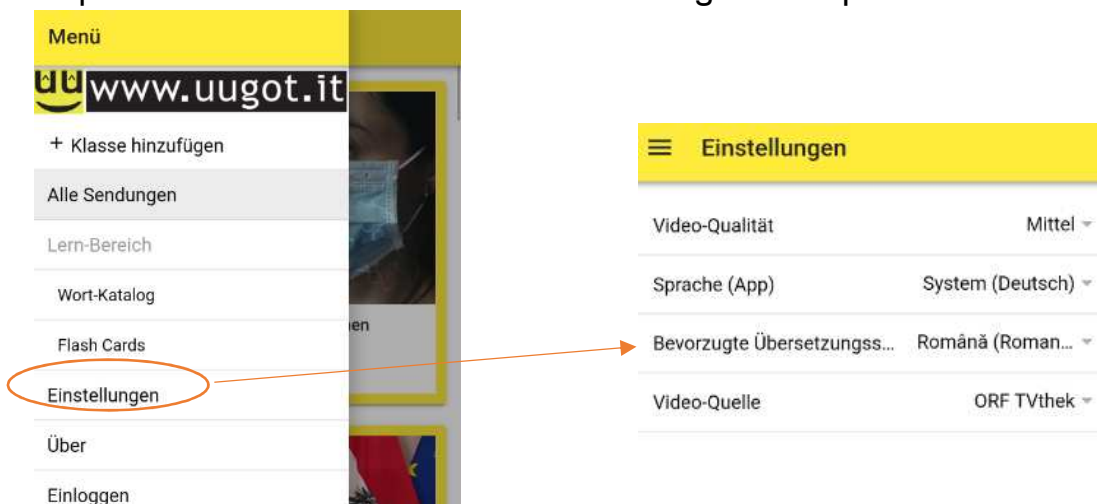 Menü
www.uugot.it
+ Klasse hinzufügen
Alle Sendungen
Lern-Bereich
Wort-Katalog
Flash Cards
Einstellungen
Über
Einloggen
en
Einstellungen
Video-Qualität Mittel
Sprache (App) System (Deutsch)
Bevorzugte Übersetzungss... Română (Roman...
Video-Quelle ORF TVthek